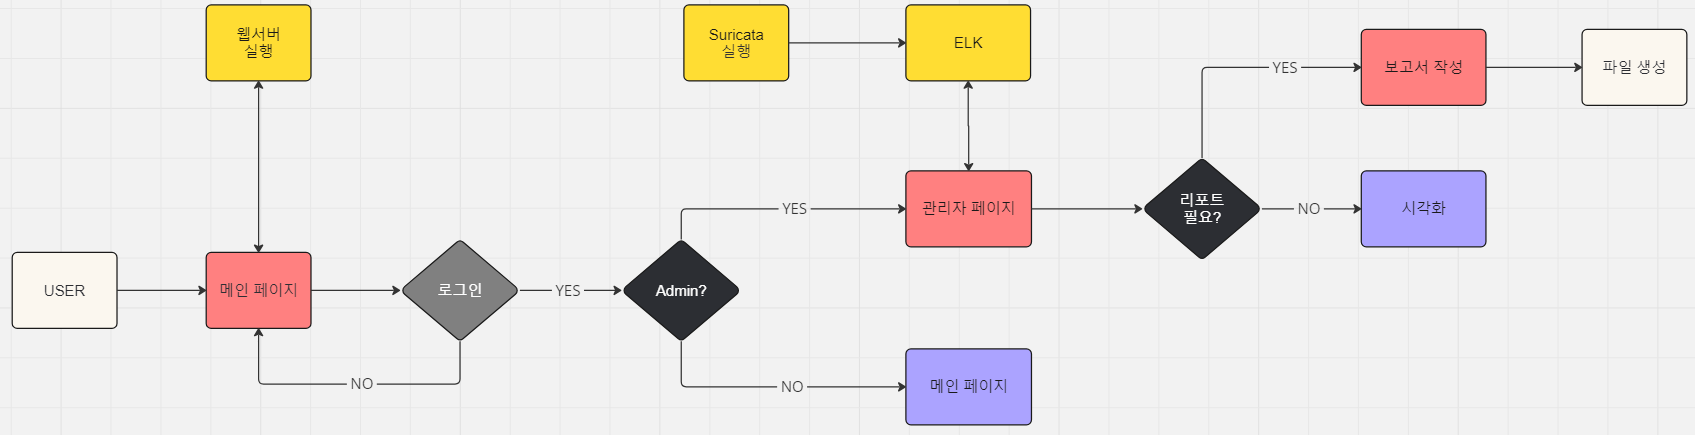 웹서버
실행
Suricata
실행
ELK
YES
보고서 작성
파일 생성
YES
관리자 페이지
리포트
필요?
NO
시각화
USER
메인 페이지
로그인
YES
Admin?
NO
NO
메인 페이지